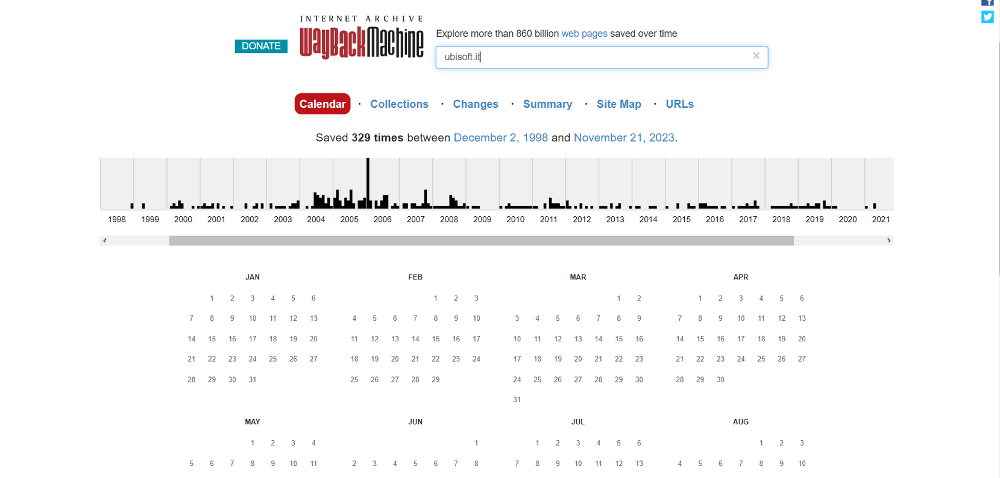 INTERNET ARCHIVE
WayBackMachine
DONATE
Explore more than 860 billion web pages saved over time
ubisoft.it
Calendar · Collections · Changes · Summary · Site Map · URLs
Saved 329 times between December 2, 1998 and November 21, 2023.
1998 1999 2000 2001 2002 2003 2004 2005 2006 2007 2008 2009 2010 2011 2012 2013 2014 2015 2016 2017 2018 2019 2020 2021
JAN FEB MAR APR
1 2 3 4 5 6 1 2 3 1 2 1 2 3 4 5 6
7 8 9 10 11 12 13 4 5 6 7 8 9 10 3 4 5 6 7 8 9 7 8 9 10 11 12 13
14 15 16 17 18 19 20 11 12 13 14 15 16 17 10 11 12 13 14 15 16 14 15 16 17 18 19 20
21 22 23 24 25 26 27 18 19 20 21 22 23 24 17 18 19 20 21 22 23 21 22 23 24 25 26 27
28 29 30 31 25 26 27 28 29 24 25 26 27 28 29 30 28 29 30
31
MAY JUN JUL AUG
1 2 3 4 1 1 2 3 4 5 6 1 2 3
5 6 7 8 9 10 11 2 3 4 5 6 7 8 7 8 9 10 11 12 13 4 5 6 7 8 9 10